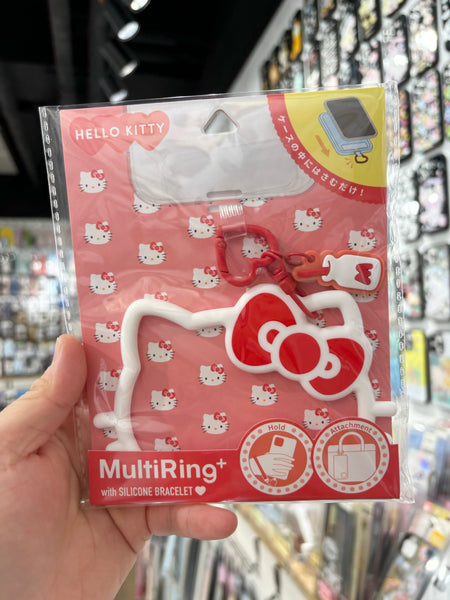 HELLO KITTY
ケースの中にはさむだけ!
Hold
Attachment
MultiRing+
with SILICONE BRACELET